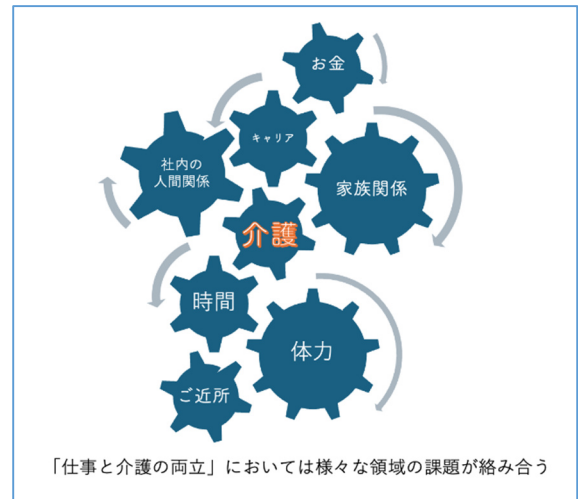 お金
キャリア
社内の
人間関係
家族関係
介護
時間
体力
ご近所
「仕事と介護の両立」においては様々な領域の課題が絡み合う